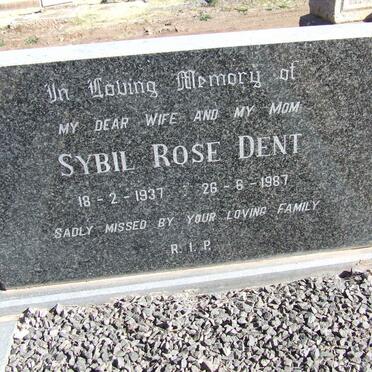 In Loving Memory of
MY DEAR WIFE AND MY MOM
SYBIL ROSE DENT
18-2-1937 - 26-6-1987
SADLY MISSED BY YOUR LOVING FAMILY
R.I.P.